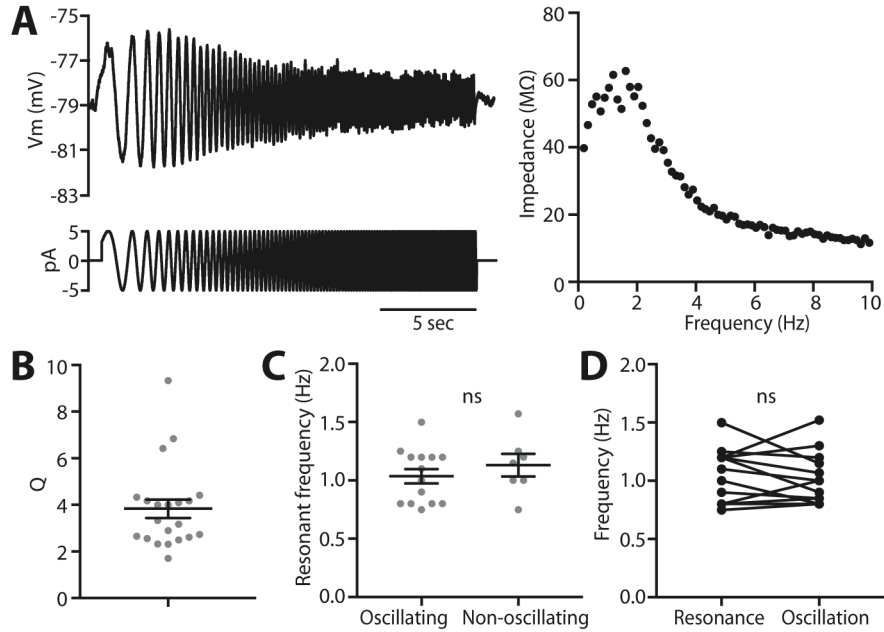 A
-75
-77
-79
-81
-83
Vm (mV)
5
0
-5
pA
5 sec
80
60
40
20
0
Impedance (MΩ)
0 2 4 6 8 10
Frequency (Hz)
B
10
8
6
4
2
0
Q
C
2.0
1.5
1.0
0.5
0.0
Resonant frequency (Hz)
ns
Oscillating Non-oscillating
D
2.0
1.5
1.0
0.5
0.0
Frequency (Hz)
ns
Resonance Oscillation